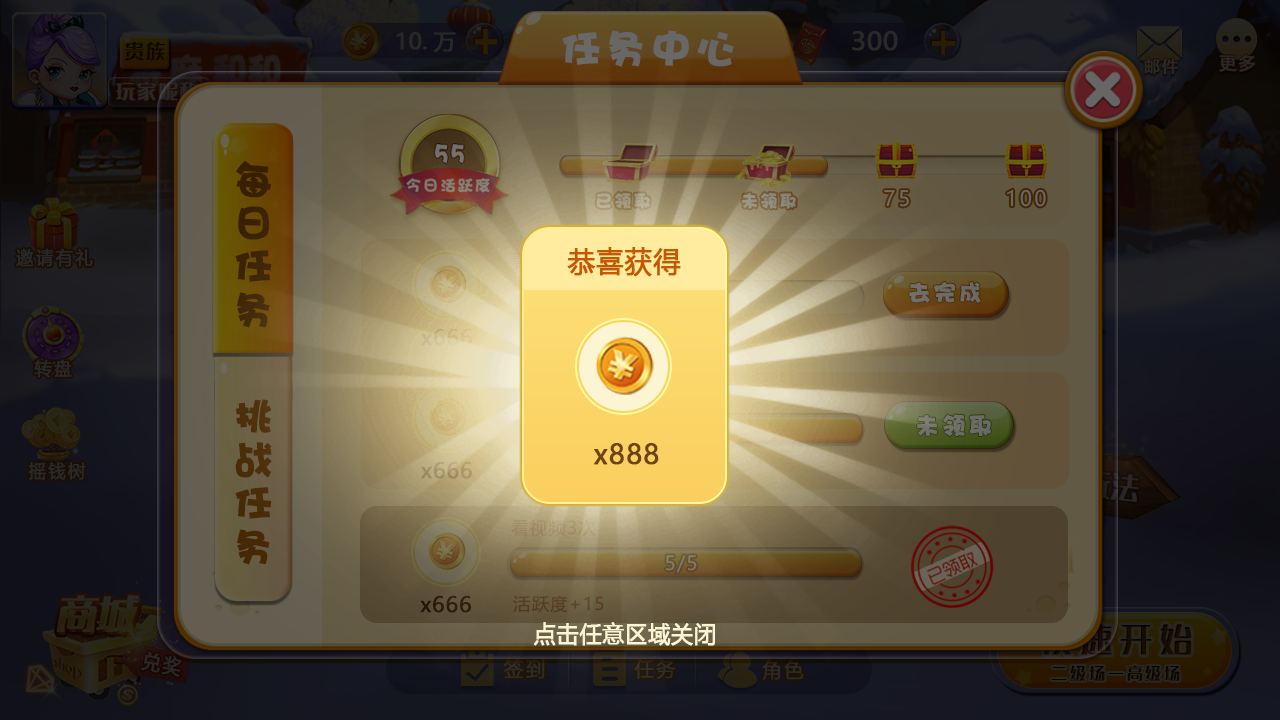 贵族
10.万
任务中心
300
邮件
更多
玩家昵称
55
今日活跃度
已领取
未领取
75
100
每日任务
挑战任务
邀请有礼
转盘
摇钱树
恭喜获得
x888
x666
去完成
x666
未领取
看视频3次
5/5
x666
活跃度+15
已领取
点击任意区域关闭
商城
shop
兑奖
签到
任务
角色
快速开始
二级场—高级场